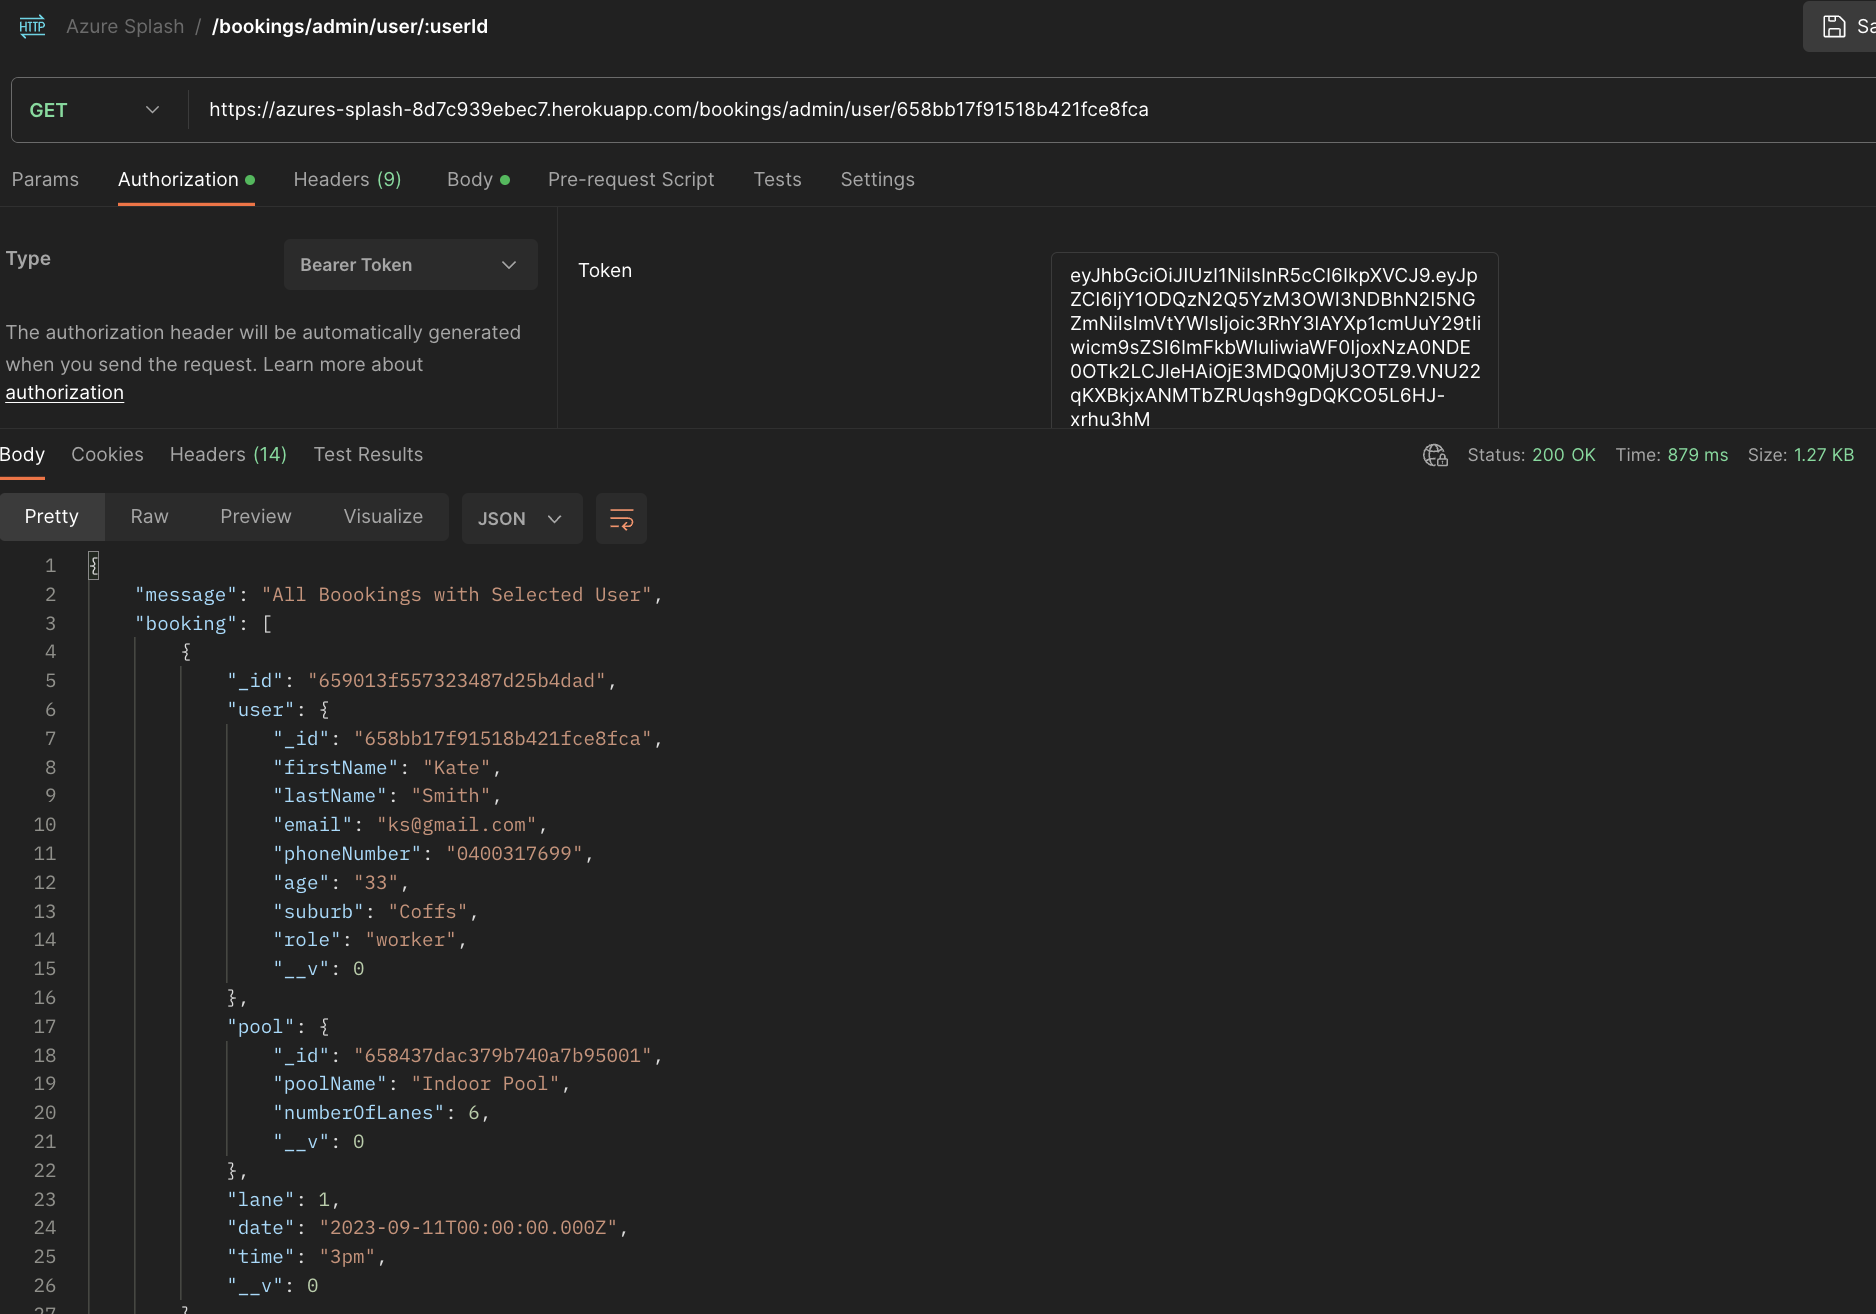 HTTP Azure Splash / /bookings/admin/user/:userId
GET https://azures-splash-8d7c939ebec7.herokuapp.com/bookings/admin/user/658bb17f91518b421fce8fca
Params Authorization Headers (9) Body Pre-request Script Tests Settings
Type Bearer Token
The authorization header will be automatically generated
when you send the request. Learn more about
authorization
Token
eyJhbGciOiJIUzI1NiIsInR5cCI6IkpXVCJ9.eyJp
ZCI6IjY1ODQzN2Q5YzM3OWI3NDBhN2I5NG
ZmNiIsImVtYWlsIjoic3RhY3lAYXp1cmUuY29tIi
wicm9sZSI6ImFkbWluIiwiaWF0IjoxNzA0NDE
0OTk2LCJleHAiOjE3MDQ0MjU3OTZ9.VNU22
qKXBkjxANMTbZRUqsh9gDQKCO5L6HJ-
xrhu3hM
Body Cookies Headers (14) Test Results
Status: 200 OK Time: 879 ms Size: 1.27 KB
Pretty Raw Preview Visualize JSON
1 {
2 "message": "All Boookings with Selected User",
3 "booking": [
4 {
5 "_id": "659013f557323487d25b4dad",
6 "user": {
7 "_id": "658bb17f91518b421fce8fca",
8 "firstName": "Kate",
9 "lastName": "Smith",
10 "email": "ks@gmail.com",
11 "phoneNumber": "0400317699",
12 "age": "33",
13 "suburb": "Coffs",
14 "role": "worker",
15 "__v": 0
16 },
17 "pool": {
18 "_id": "658437dac379b740a7b95001",
19 "poolName": "Indoor Pool",
20 "numberOfLanes": 6,
21 "__v": 0
22 },
23 "lane": 1,
24 "date": "2023-09-11T00:00:00.000Z",
25 "time": "3pm",
26 "__v": 0
27 }